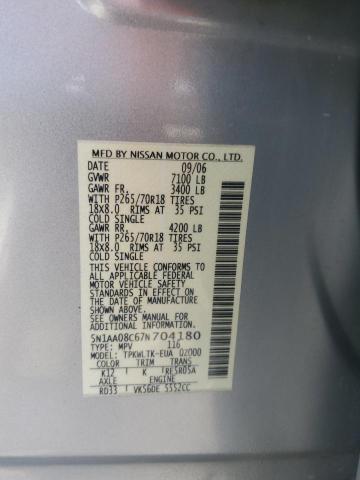 MFD BY NISSAN MOTOR CO., LTD.
DATE 09/06
GVWR 7100 LB
GAWR FR. 3400 LB
WITH P265/70R18 TIRES
18X8.0 RIMS AT 35 PSI
COLD SINGLE
GAWR RR. 4200 LB
WITH P265/70R18 TIRES
18X8.0 RIMS AT 35 PSI
COLD SINGLE
THIS VEHICLE CONFORMS TO
ALL APPLICABLE FEDERAL
MOTOR VEHICLE SAFETY
STANDARDS IN EFFECT ON
THE DATE OF MANUFACTURE
SHOWN ABOVE.
SEE OWNERS MANUAL
5N1AA08C67N704180
TYPE: MPV 116
MODEL: TPKWLTK-EUA
COLOR TRIM TRANS
K12 K RE5R05A
AXLE ENGINE
RD33 VK56DE 5552CC